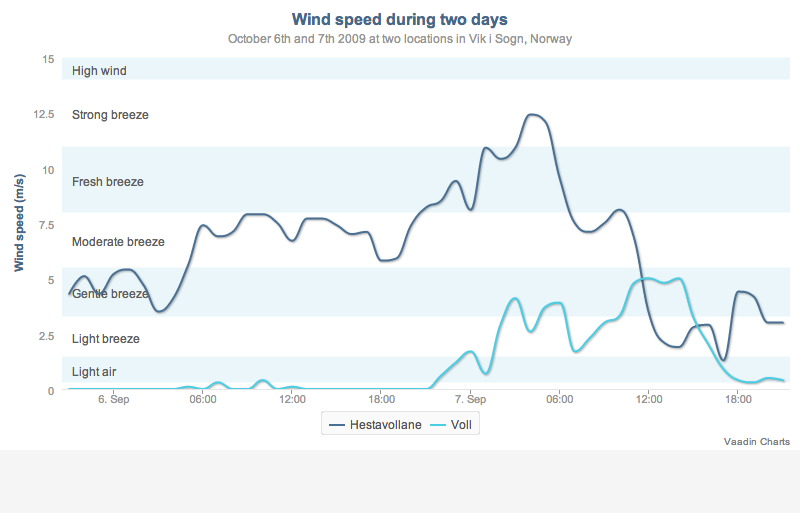 Wind speed during two days
October 6th and 7th 2009 at two locations in Vik i Sogn, Norway
Wind speed (m/s)
15
High wind
12.5
Strong breeze
10
Fresh breeze
7.5
Moderate breeze
5
Gentle breeze
2.5
Light breeze
Light air
0
6. Sep 06:00 12:00 18:00 7. Sep 06:00 12:00 18:00
Hestavollane Voll
Vaadin Charts